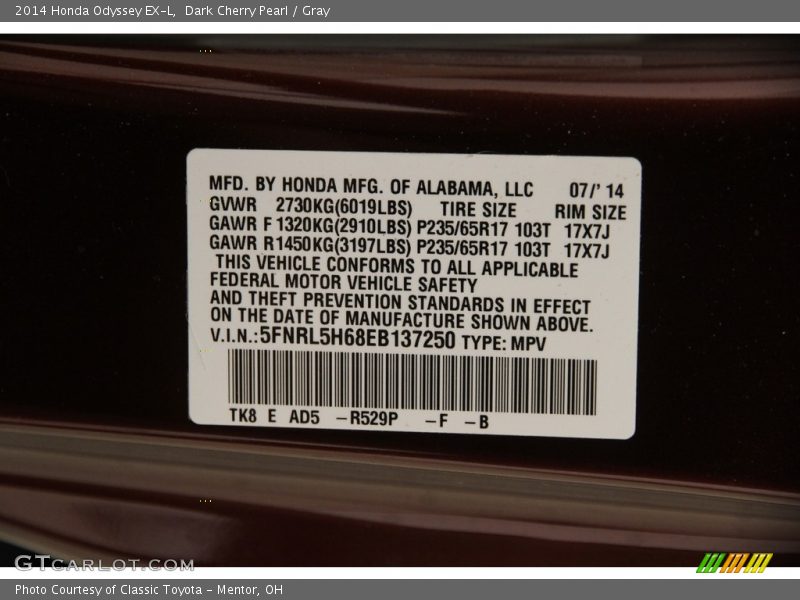 2014 Honda Odyssey EX-L,  Dark Cherry Pearl / Gray
MFD. BY HONDA MFG. OF ALABAMA, LLC 07/' 14
GVWR 2730KG(6019LBS) TIRE SIZE RIM SIZE
GAWR F 1320KG(2910LBS) P235/65R17 103T 17X7J
GAWR R1450KG(3197LBS) P235/65R17 103T 17X7J
THIS VEHICLE CONFORMS TO ALL APPLICABLE
FEDERAL MOTOR VEHICLE SAFETY
AND THEFT PREVENTION STANDARDS IN EFFECT
ON THE DATE OF MANUFACTURE SHOWN ABOVE.
V.I.N.:5FNRL5H68EB137250 TYPE: MPV
TK8 E AD5 -R529P -F -B
GTCARLOT.COM
Photo Courtesy of Classic Toyota - Mentor, OH